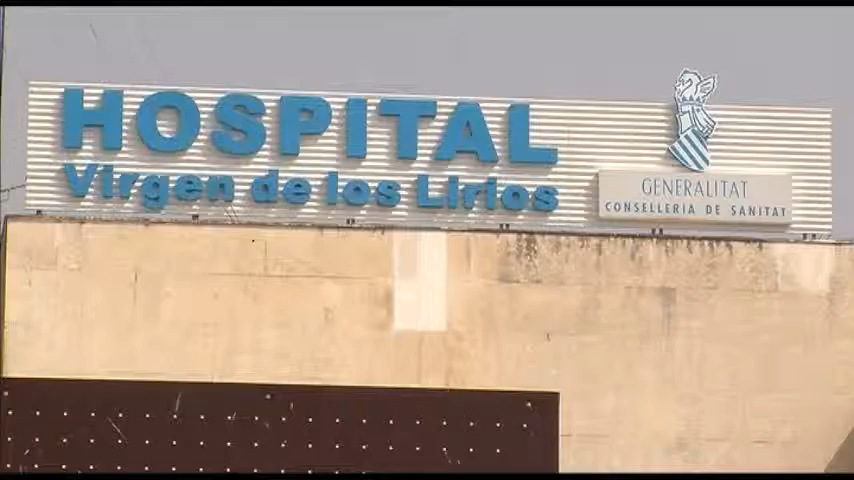 HOSPITAL
Virgen de los Lirios
GENERALITAT
CONSELLERIA DE SANITAT